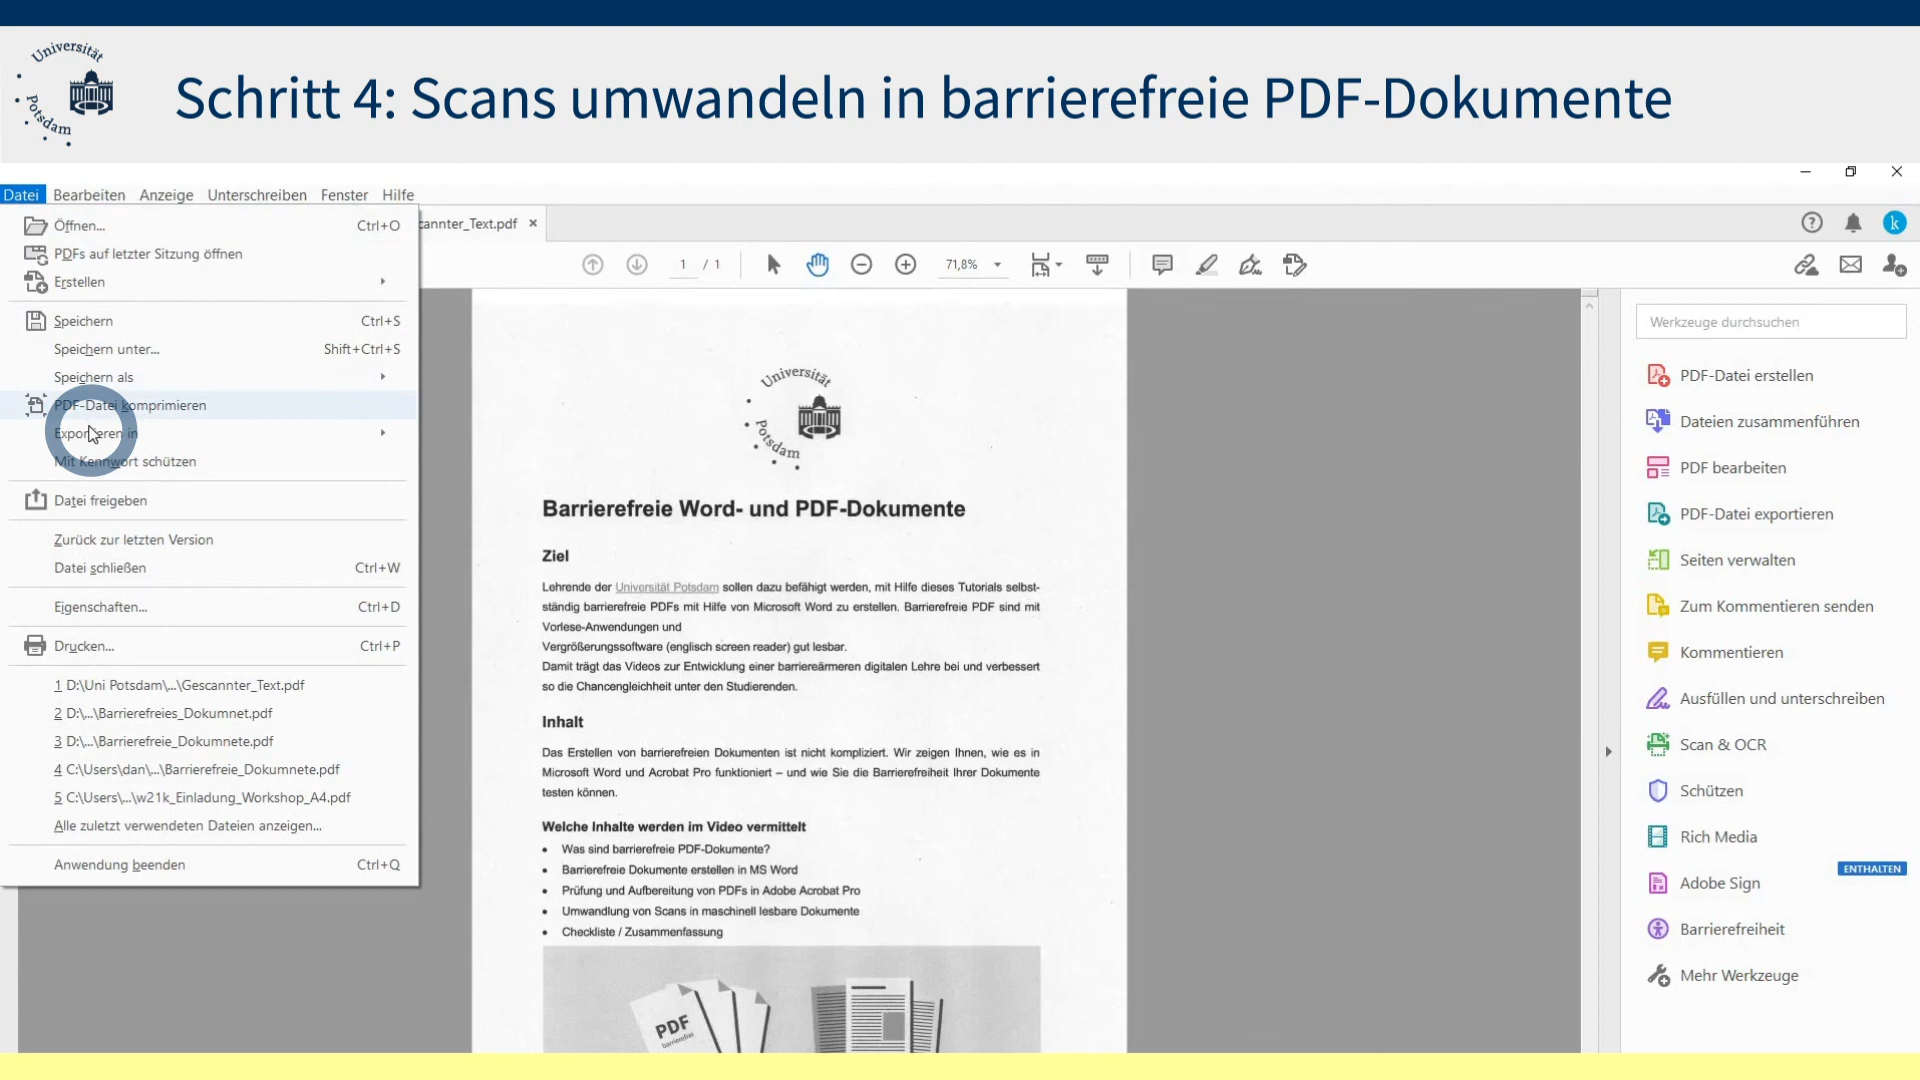 Universität
Potsdam
Schritt 4: Scans umwandeln in barrierefreie PDF-Dokumente
Datei Bearbeiten Anzeige Unterschreiben Fenster Hilfe
Öffnen... Ctrl+O
PDFs auf letzter Sitzung öffnen
Erstellen
Speichern Ctrl+S
Speichern unter... Shift+Ctrl+S
Speichern als
PDF-Datei komprimieren
Exportieren in
Mit Kennwort schützen
Datei freigeben
Zurück zur letzten Version
Datei schließen Ctrl+W
Eigenschaften... Ctrl+D
Drucken... Ctrl+P
1 D:\Uni Potsdam\...\Gescannter_Text.pdf
2 D:\...\Barrierefreies_Dokumnet.pdf
3 D:\...\Barrierefreie_Dokumnete.pdf
4 C:\Users\dan\...\Barrierefreie_Dokumnete.pdf
5 C:\Users\...\w21k_Einladung_Workshop_A4.pdf
Alle zuletzt verwendeten Dateien anzeigen...
Anwendung beenden Ctrl+Q
cannter_Text.pdf
k
1 / 1 71,8%
Universität
Potsdam
Barrierefreie Word- und PDF-Dokumente
Ziel
Lehrende der Universität Potsdam sollen dazu befähigt werden, mit Hilfe dieses Tutorials selbst-
ständig barrierefreie PDFs mit Hilfe von Microsoft Word zu erstellen. Barrierefreie PDF sind mit
Vorlese-Anwendungen und
Vergrößerungssoftware (englisch screen reader) gut lesbar.
Damit trägt das Videos zur Entwicklung einer barriereärmeren digitalen Lehre bei und verbessert
so die Chancengleichheit unter den Studierenden.
Inhalt
Das Erstellen von barrierefreien Dokumenten ist nicht kompliziert. Wir zeigen Ihnen, wie es in
Microsoft Word und Acrobat Pro funktioniert – und wie Sie die Barrierefreiheit Ihrer Dokumente
testen können.
Welche Inhalte werden im Video vermittelt
• Was sind barrierefreie PDF-Dokumente?
• Barrierefreie Dokumente erstellen in MS Word
• Prüfung und Aufbereitung von PDFs in Adobe Acrobat Pro
• Umwandlung von Scans in maschinell lesbare Dokumente
• Checkliste / Zusammenfassung
PDF
barrierefrei
Werkzeuge durchsuchen
PDF-Datei erstellen
Dateien zusammenführen
PDF bearbeiten
PDF-Datei exportieren
Seiten verwalten
Zum Kommentieren senden
Kommentieren
Ausfüllen und unterschreiben
Scan & OCR
Schützen
Rich Media
ENTHALTEN
Adobe Sign
Barrierefreiheit
Mehr Werkzeuge